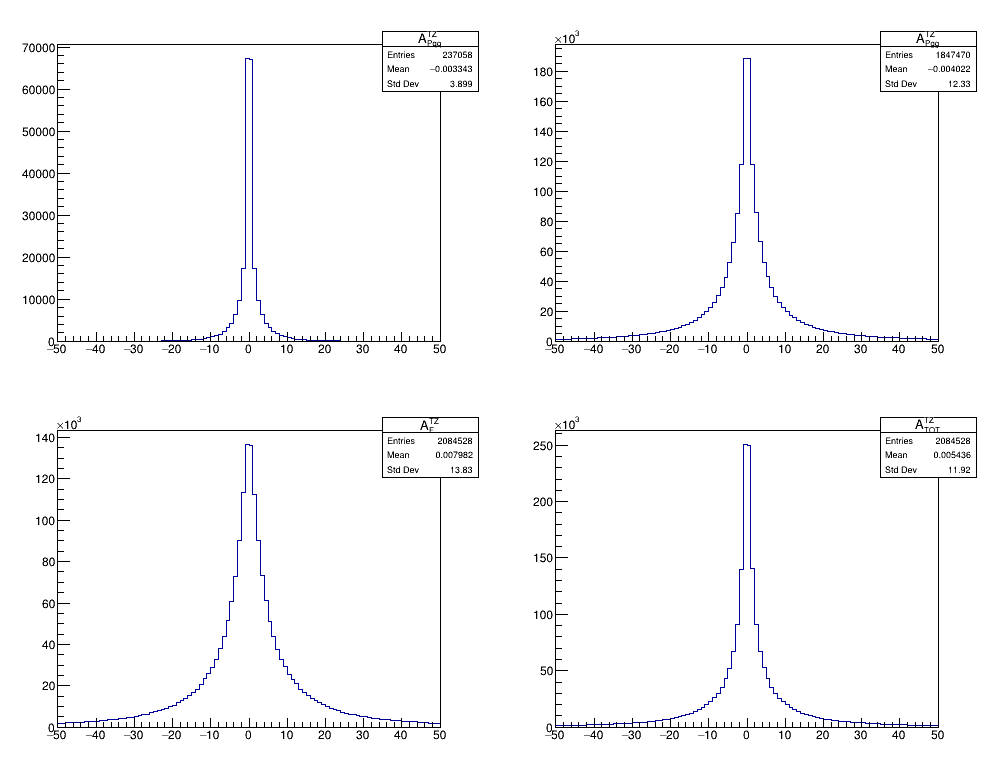 A^TZ_Pgg
Entries 237058
Mean −0.003343
Std Dev 3.899
70000
60000
50000
40000
30000
20000
10000
0
−50 −40 −30 −20 −10 0 10 20 30 40 50
A^TZ_Pgg
Entries 1847470
Mean −0.004022
Std Dev 12.33
×10^3
180
160
140
120
100
80
60
40
20
0
−50 −40 −30 −20 −10 0 10 20 30 40 50
A^TZ_F
Entries 2084528
Mean 0.007982
Std Dev 13.83
×10^3
140
120
100
80
60
40
20
0
−50 −40 −30 −20 −10 0 10 20 30 40 50
A^TZ_TOT
Entries 2084528
Mean 0.005436
Std Dev 11.92
×10^3
250
200
150
100
50
0
−50 −40 −30 −20 −10 0 10 20 30 40 50